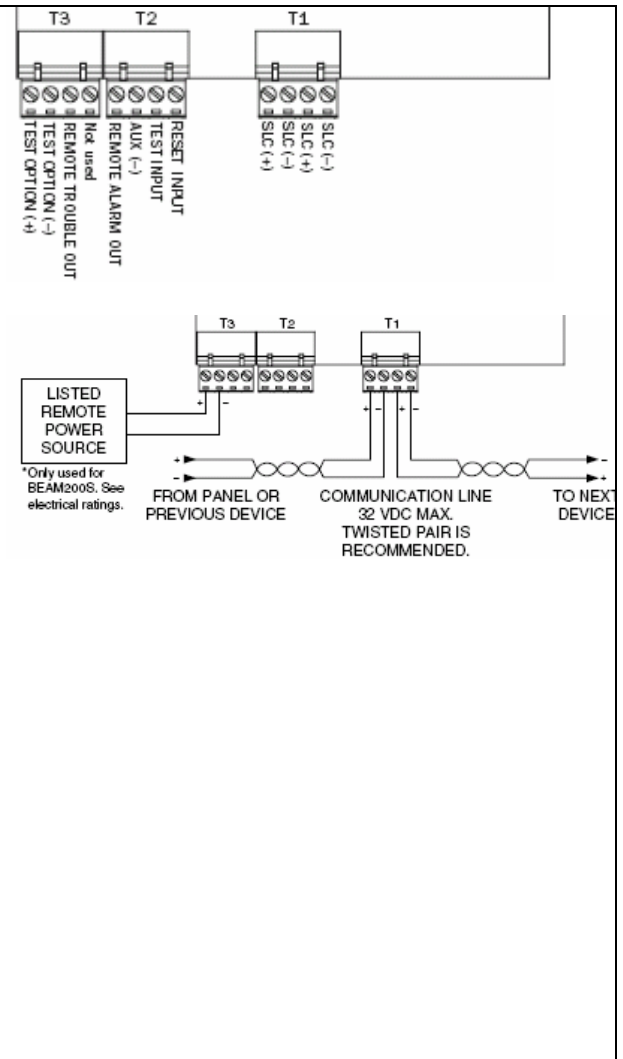 T3 T2 T1
TEST OPTION (+)
TEST OPTION (–)
REMOTE TROUBLE OUT
Not used
REMOTE ALARM OUT
AUX (–)
TEST INPUT
RESET INPUT
SLC (+)
SLC (–)
SLC (+)
SLC (–)
T3 T2 T1
+ – + – + –
LISTED
REMOTE
POWER
SOURCE
*Only used for
BEAM200S. See
electrical ratings.
+
–
FROM PANEL OR
PREVIOUS DEVICE
COMMUNICATION LINE
32 VDC MAX.
TWISTED PAIR IS
RECOMMENDED.
–
+
TO NEXT
DEVICE